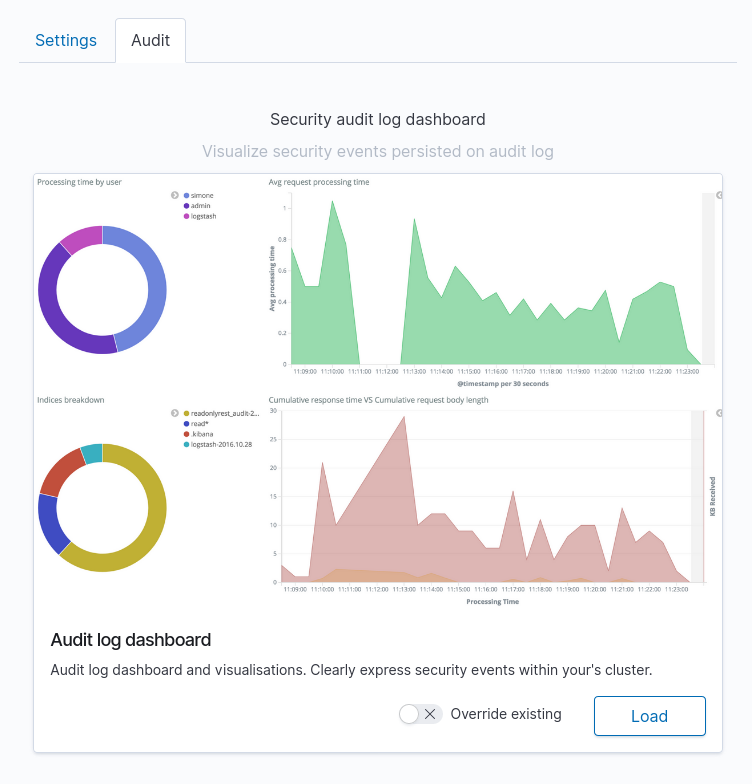 Settings
Audit
Security audit log dashboard
Visualize security events persisted on audit log
Processing time by user
simone
admin
logstash
Avg request processing time
Avg processing time
1
0.8
0.6
0.4
0.2
0
11:09:00 11:10:00 11:11:00 11:12:00 11:13:00 11:14:00 11:15:00 11:16:00 11:17:00 11:18:00 11:19:00 11:20:00 11:21:00 11:22:00 11:23:00
@timestamp per 30 seconds
Indices breakdown
readonlyrest_audit-2...
read*
.kibana
logstash-2016.10.28
Cumulative response time VS Cumulative request body length
30
25
20
15
10
5
0
KB Received
11:09:00 11:10:00 11:11:00 11:12:00 11:13:00 11:14:00 11:15:00 11:16:00 11:17:00 11:18:00 11:19:00 11:20:00 11:21:00 11:22:00 11:23:00
Processing Time
Audit log dashboard
Audit log dashboard and visualisations. Clearly express security events within your's cluster.
Override existing
Load